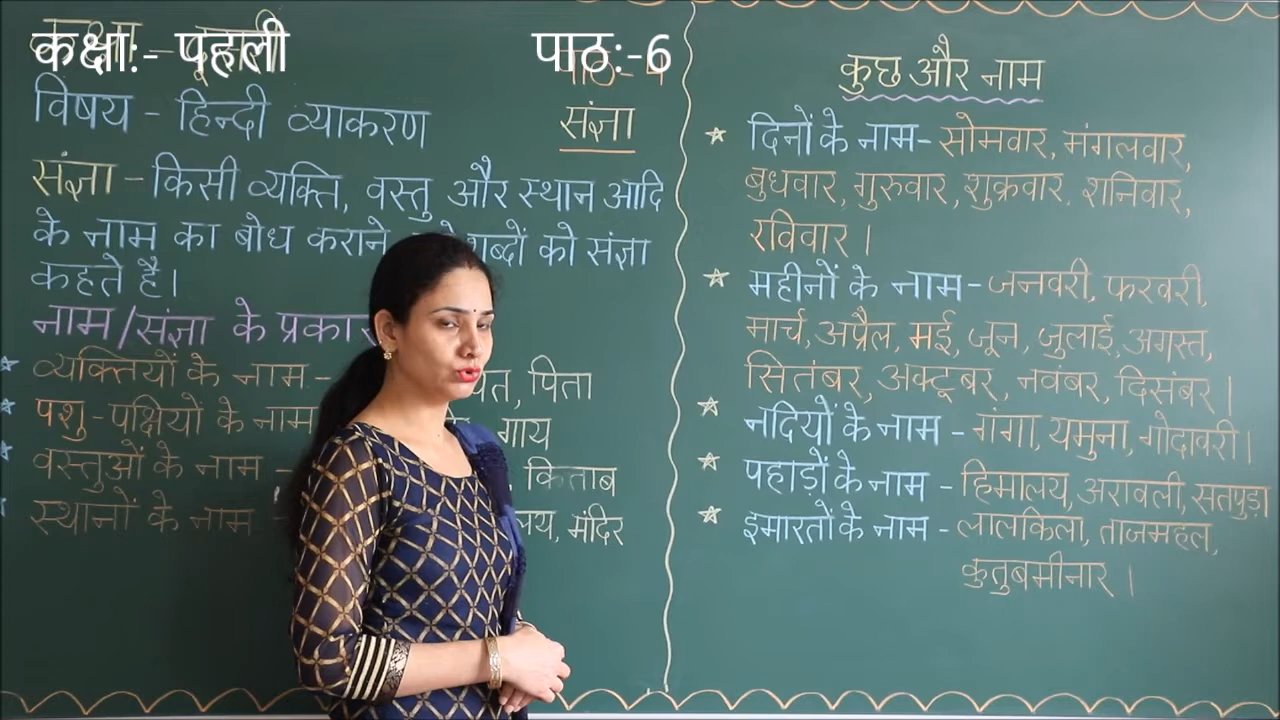 कक्षा:- पहली
पाठ:-6
विषय - हिन्दी व्याकरण
संज्ञा
संज्ञा - किसी व्यक्ति, वस्तु और स्थान आदि
के नाम का बोध कराने शब्दों को संज्ञा
कहते है।
नाम/संज्ञा के प्रकार
व्यक्तियों के नाम - पिता
पशु - पक्षियों के नाम गाय
वस्तुओं के नाम - किताब
स्थानों के नाम - मंदिर
कुछ और नाम
दिनों के नाम - सोमवार, मंगलवार,
बुधवार, गुरुवार, शुक्रवार, शनिवार,
रविवार ।
महीनों के नाम - जनवरी, फरवरी,
मार्च, अप्रैल, मई, जून, जुलाई, अगस्त,
सितंबर, अक्टूबर, नवंबर, दिसंबर ।
नदियों के नाम - गंगा, यमुना, गोदावरी ।
पहाड़ों के नाम - हिमालय, अरावली, सतपुड़ा
इमारतों के नाम - लालकिला, ताजमहल,
कुतुबमीनार ।